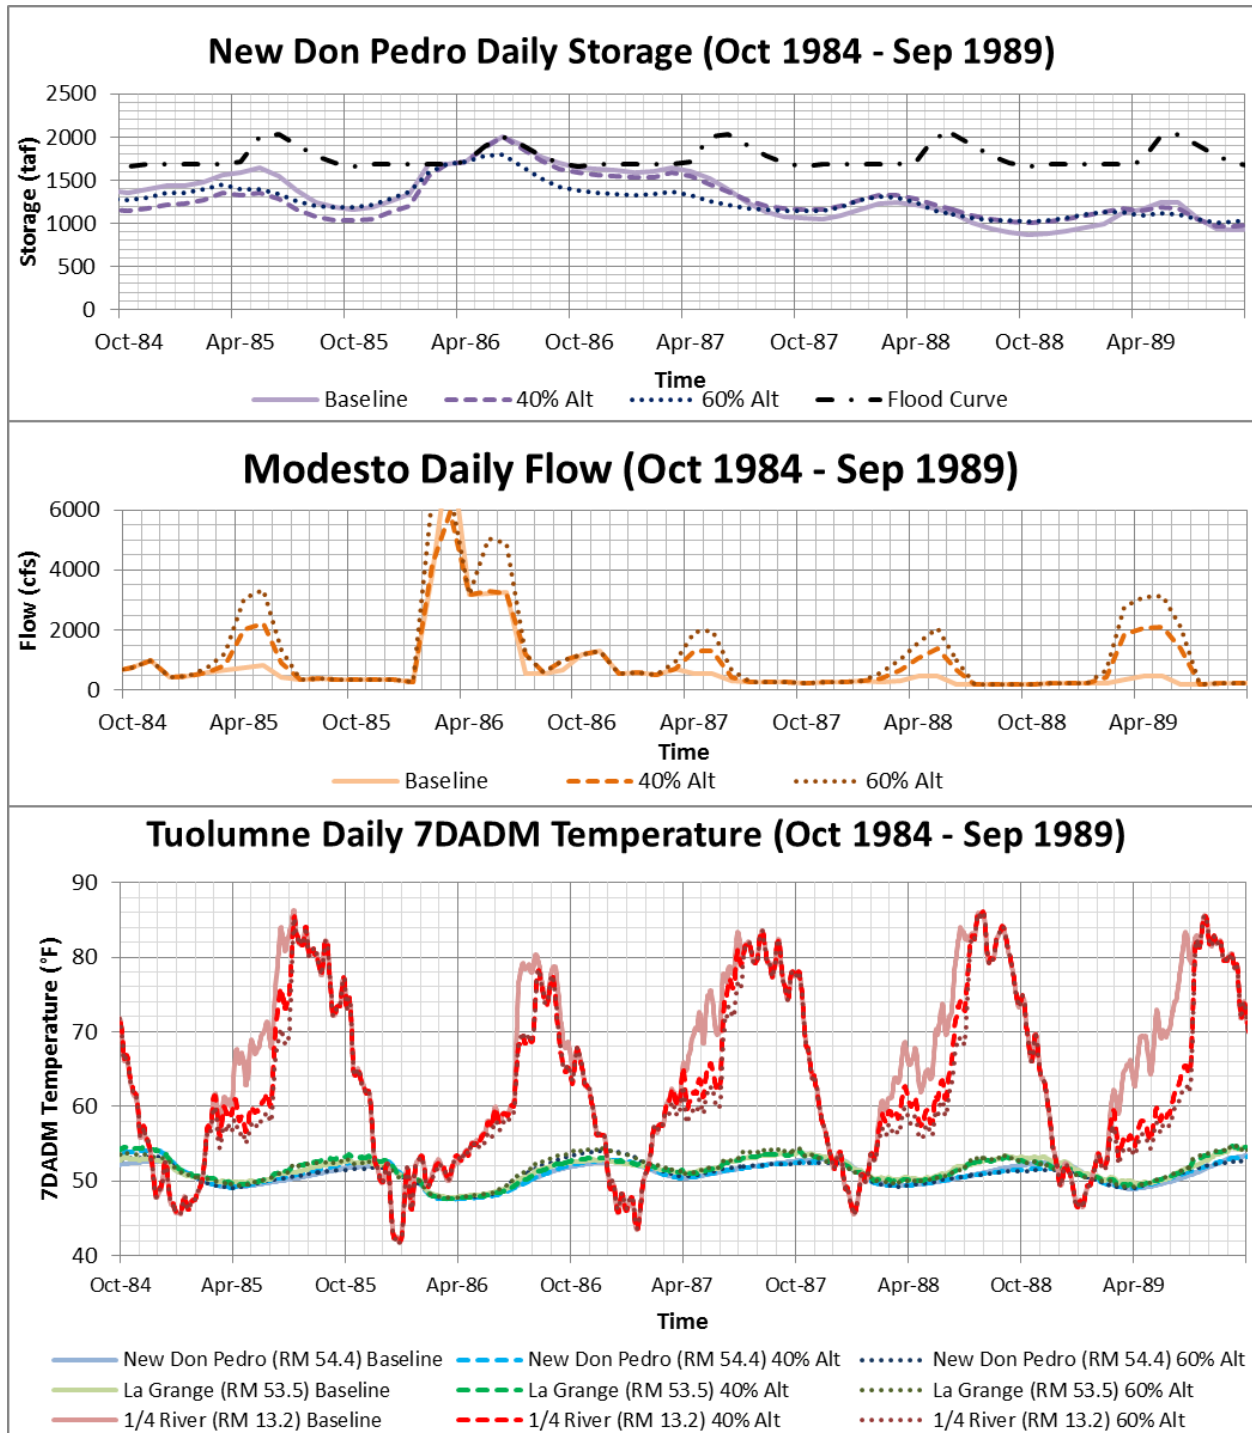 New Don Pedro Daily Storage (Oct 1984 - Sep 1989)
Storage (taf)
2500
2000
1500
1000
500
0
Oct-84 Apr-85 Oct-85 Apr-86 Oct-86 Apr-87 Oct-87 Apr-88 Oct-88 Apr-89
Time
Baseline 40% Alt 60% Alt Flood Curve
Modesto Daily Flow (Oct 1984 - Sep 1989)
Flow (cfs)
6000
4000
2000
0
Oct-84 Apr-85 Oct-85 Apr-86 Oct-86 Apr-87 Oct-87 Apr-88 Oct-88 Apr-89
Time
Baseline 40% Alt 60% Alt
Tuolumne Daily 7DADM Temperature (Oct 1984 - Sep 1989)
7DADM Temperature (°F)
90
80
70
60
50
40
Oct-84 Apr-85 Oct-85 Apr-86 Oct-86 Apr-87 Oct-87 Apr-88 Oct-88 Apr-89
Time
New Don Pedro (RM 54.4) Baseline New Don Pedro (RM 54.4) 40% Alt New Don Pedro (RM 54.4) 60% Alt
La Grange (RM 53.5) Baseline La Grange (RM 53.5) 40% Alt La Grange (RM 53.5) 60% Alt
1/4 River (RM 13.2) Baseline 1/4 River (RM 13.2) 40% Alt 1/4 River (RM 13.2) 60% Alt